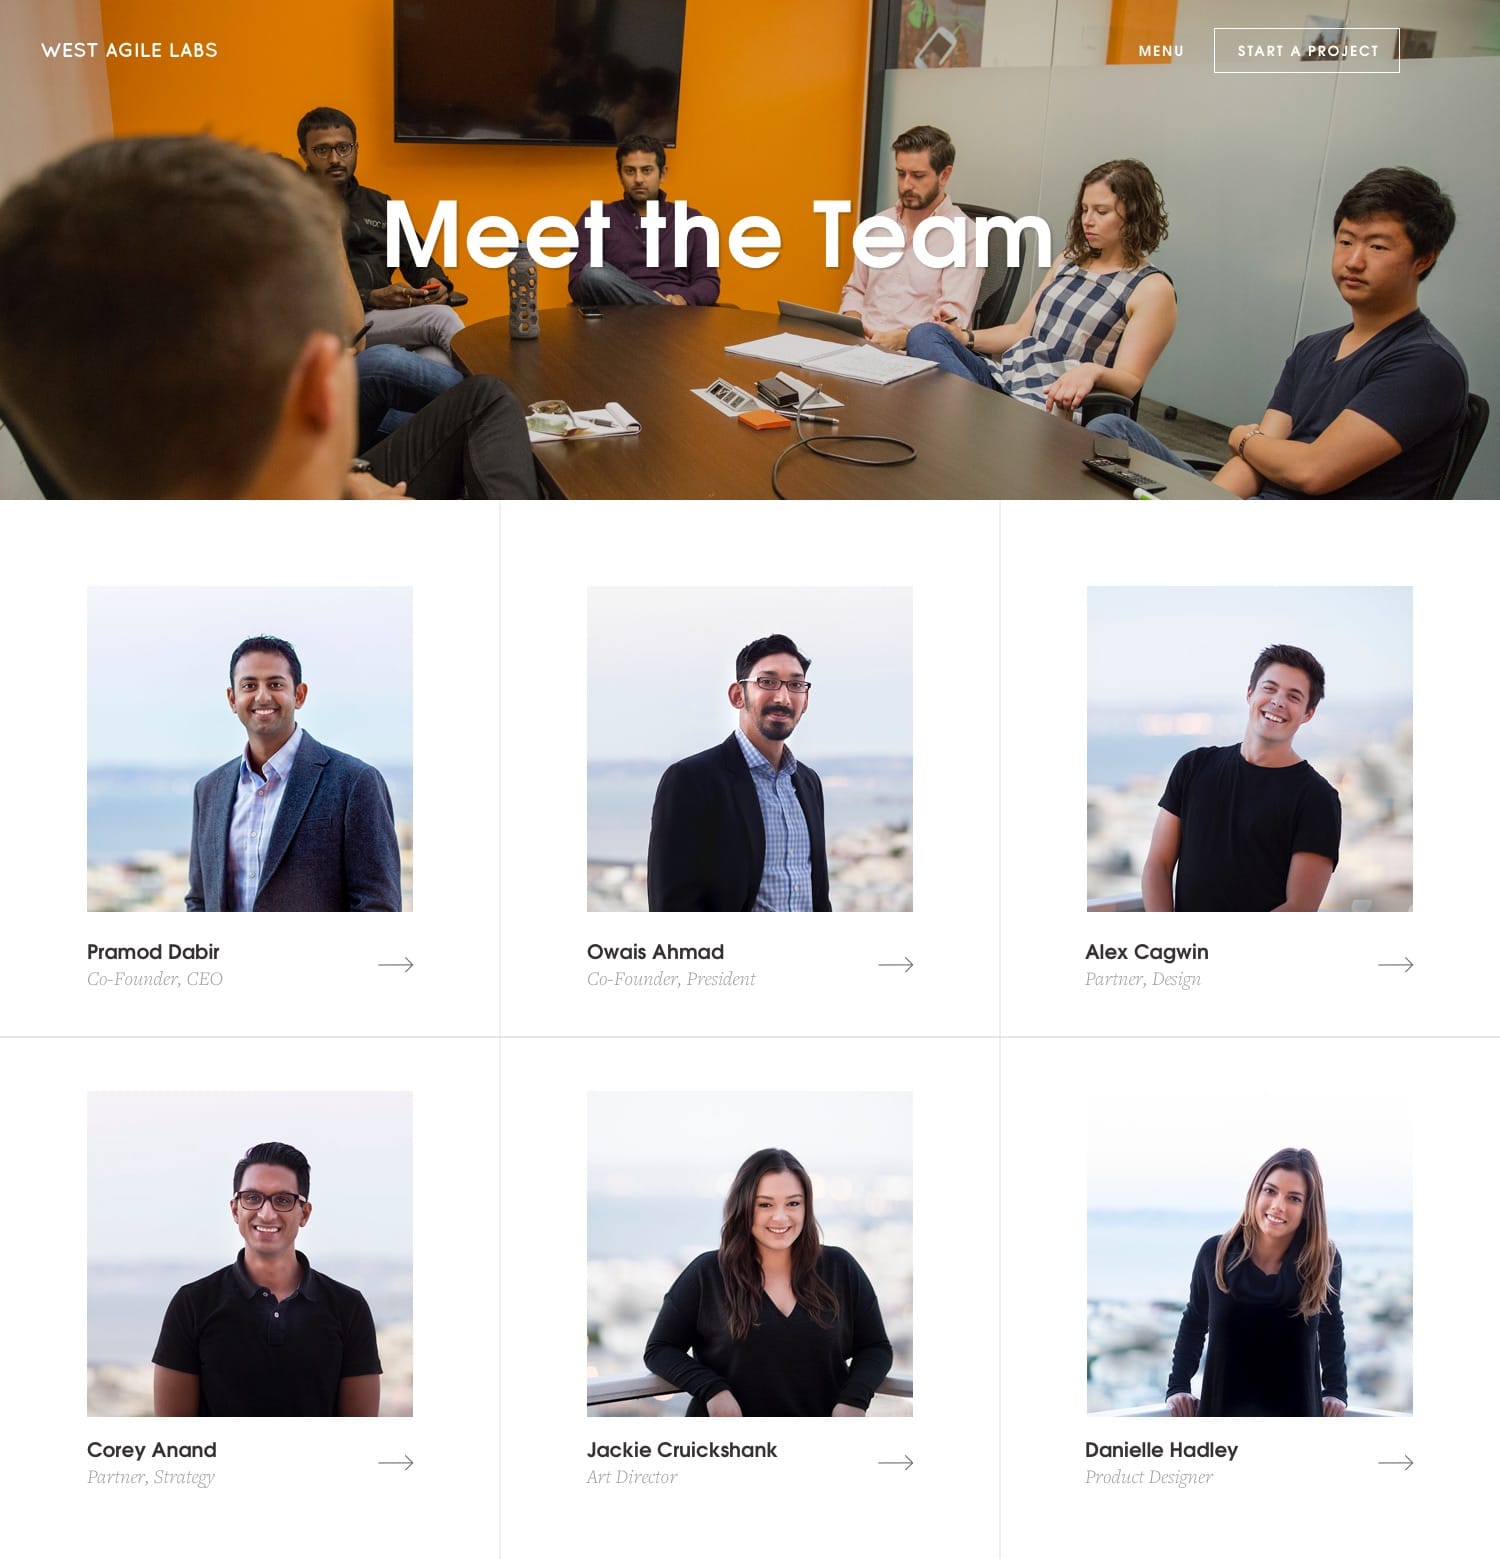 WEST AGILE LABS
MENU
START A PROJECT
Meet the Team
Pramod Dabir
Co-Founder, CEO
Owais Ahmad
Co-Founder, President
Alex Cagwin
Partner, Design
Corey Anand
Partner, Strategy
Jackie Cruickshank
Art Director
Danielle Hadley
Product Designer